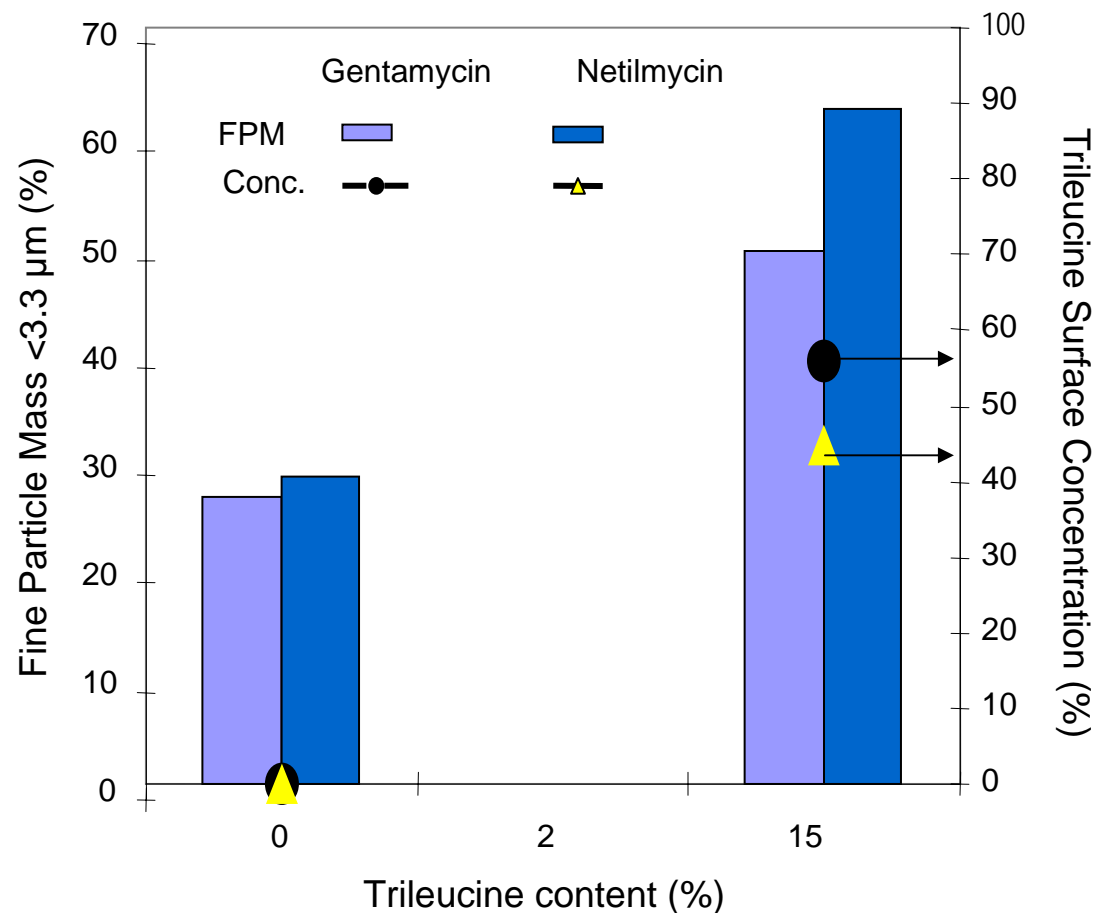 Gentamycin Netilmycin
FPM
Conc.
Fine Particle Mass <3.3 µm (%)
70
60
50
40
30
20
10
0
100
90
80
70
60
50
40
30
20
10
0
Trileucine Surface Concentration (%)
0 2 15
Trileucine content (%)